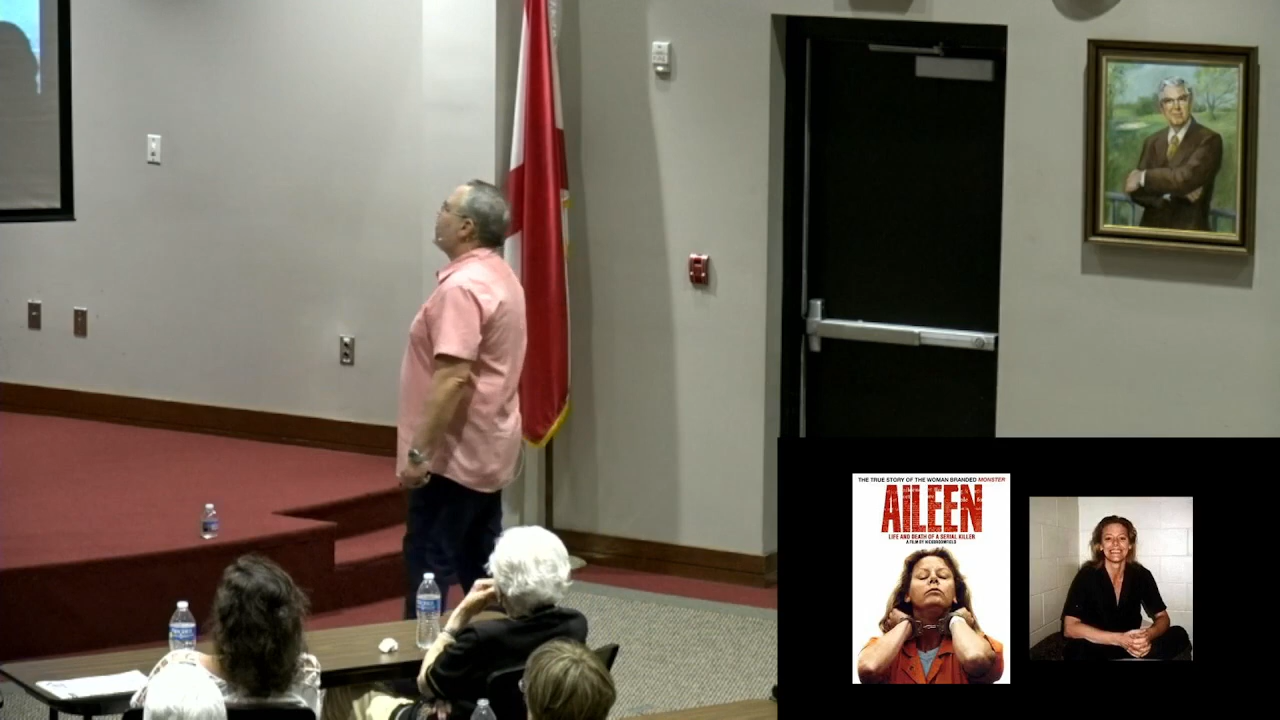 THE TRUE STORY OF THE WOMAN BRANDED MONSTER
AILEEN
LIFE AND DEATH OF A SERIAL KILLER
A FILM BY NICK BROOMFIELD